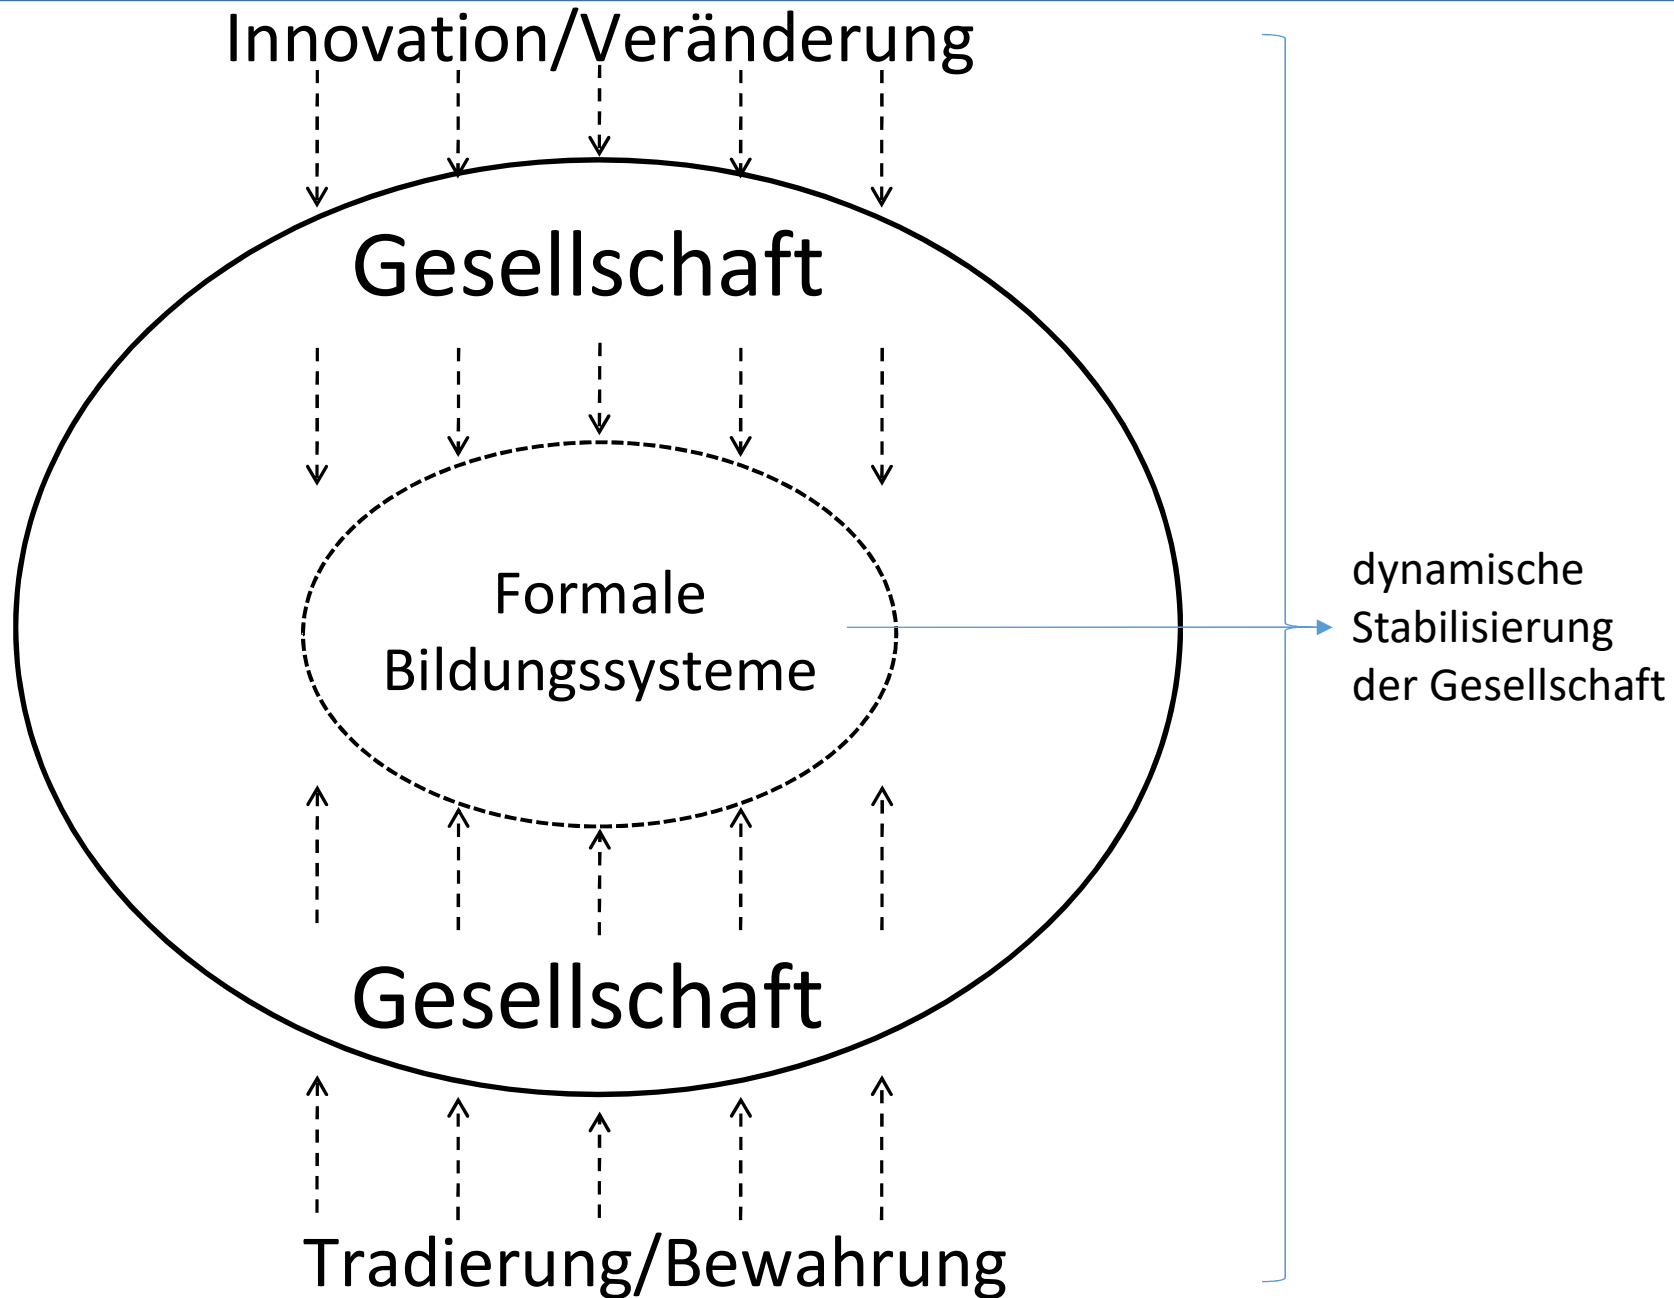 Innovation/Veränderung
Gesellschaft
Formale
Bildungssysteme
dynamische
Stabilisierung
der Gesellschaft
Gesellschaft
Tradierung/Bewahrung